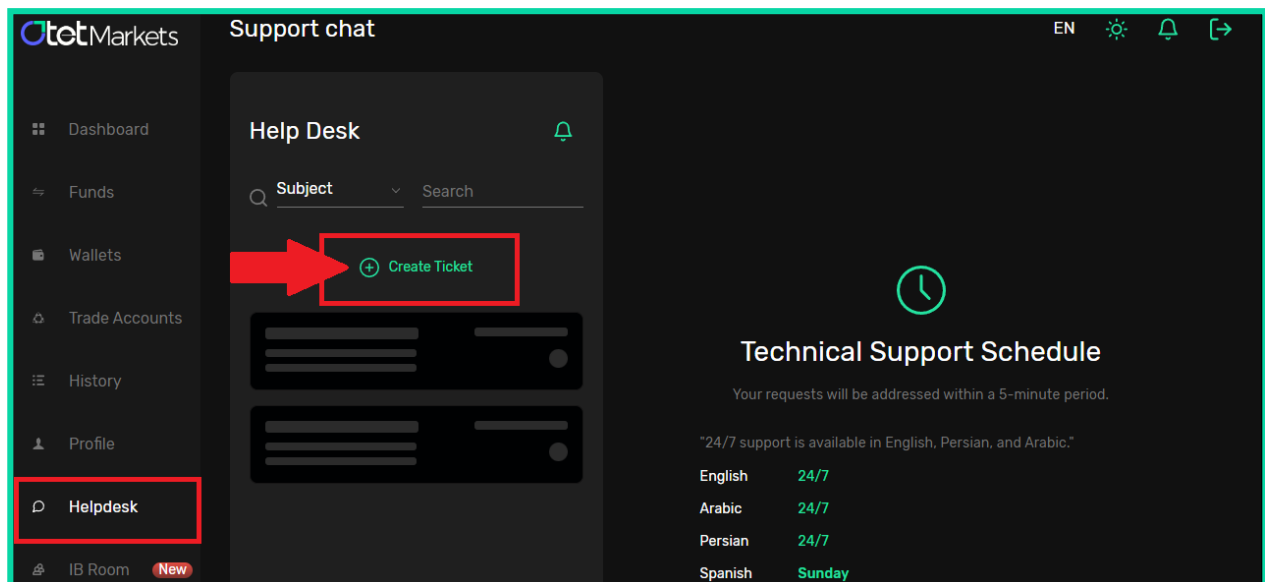 OtetMarkets
Support chat
EN
Dashboard
Funds
Wallets
Trade Accounts
History
Profile
Helpdesk
IB Room New
Help Desk
Subject Search
Create Ticket
Technical Support Schedule
Your requests will be addressed within a 5-minute period.
"24/7 support is available in English, Persian, and Arabic."
English 24/7
Arabic 24/7
Persian 24/7
Spanish Sunday